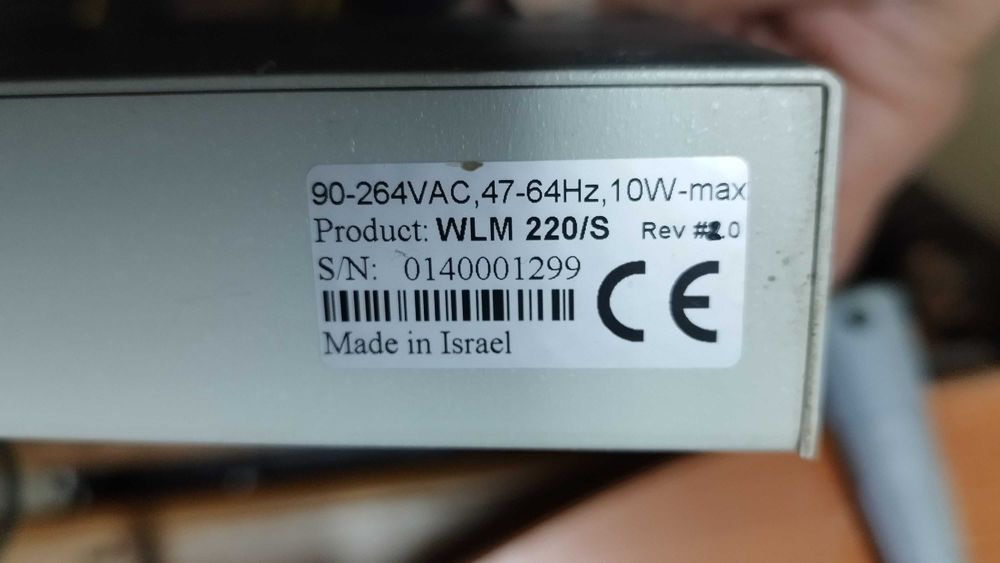 90-264VAC,47-64Hz,10W-max
Product: WLM 220/S Rev
S/N: 0140001299
CE
Made in Israel